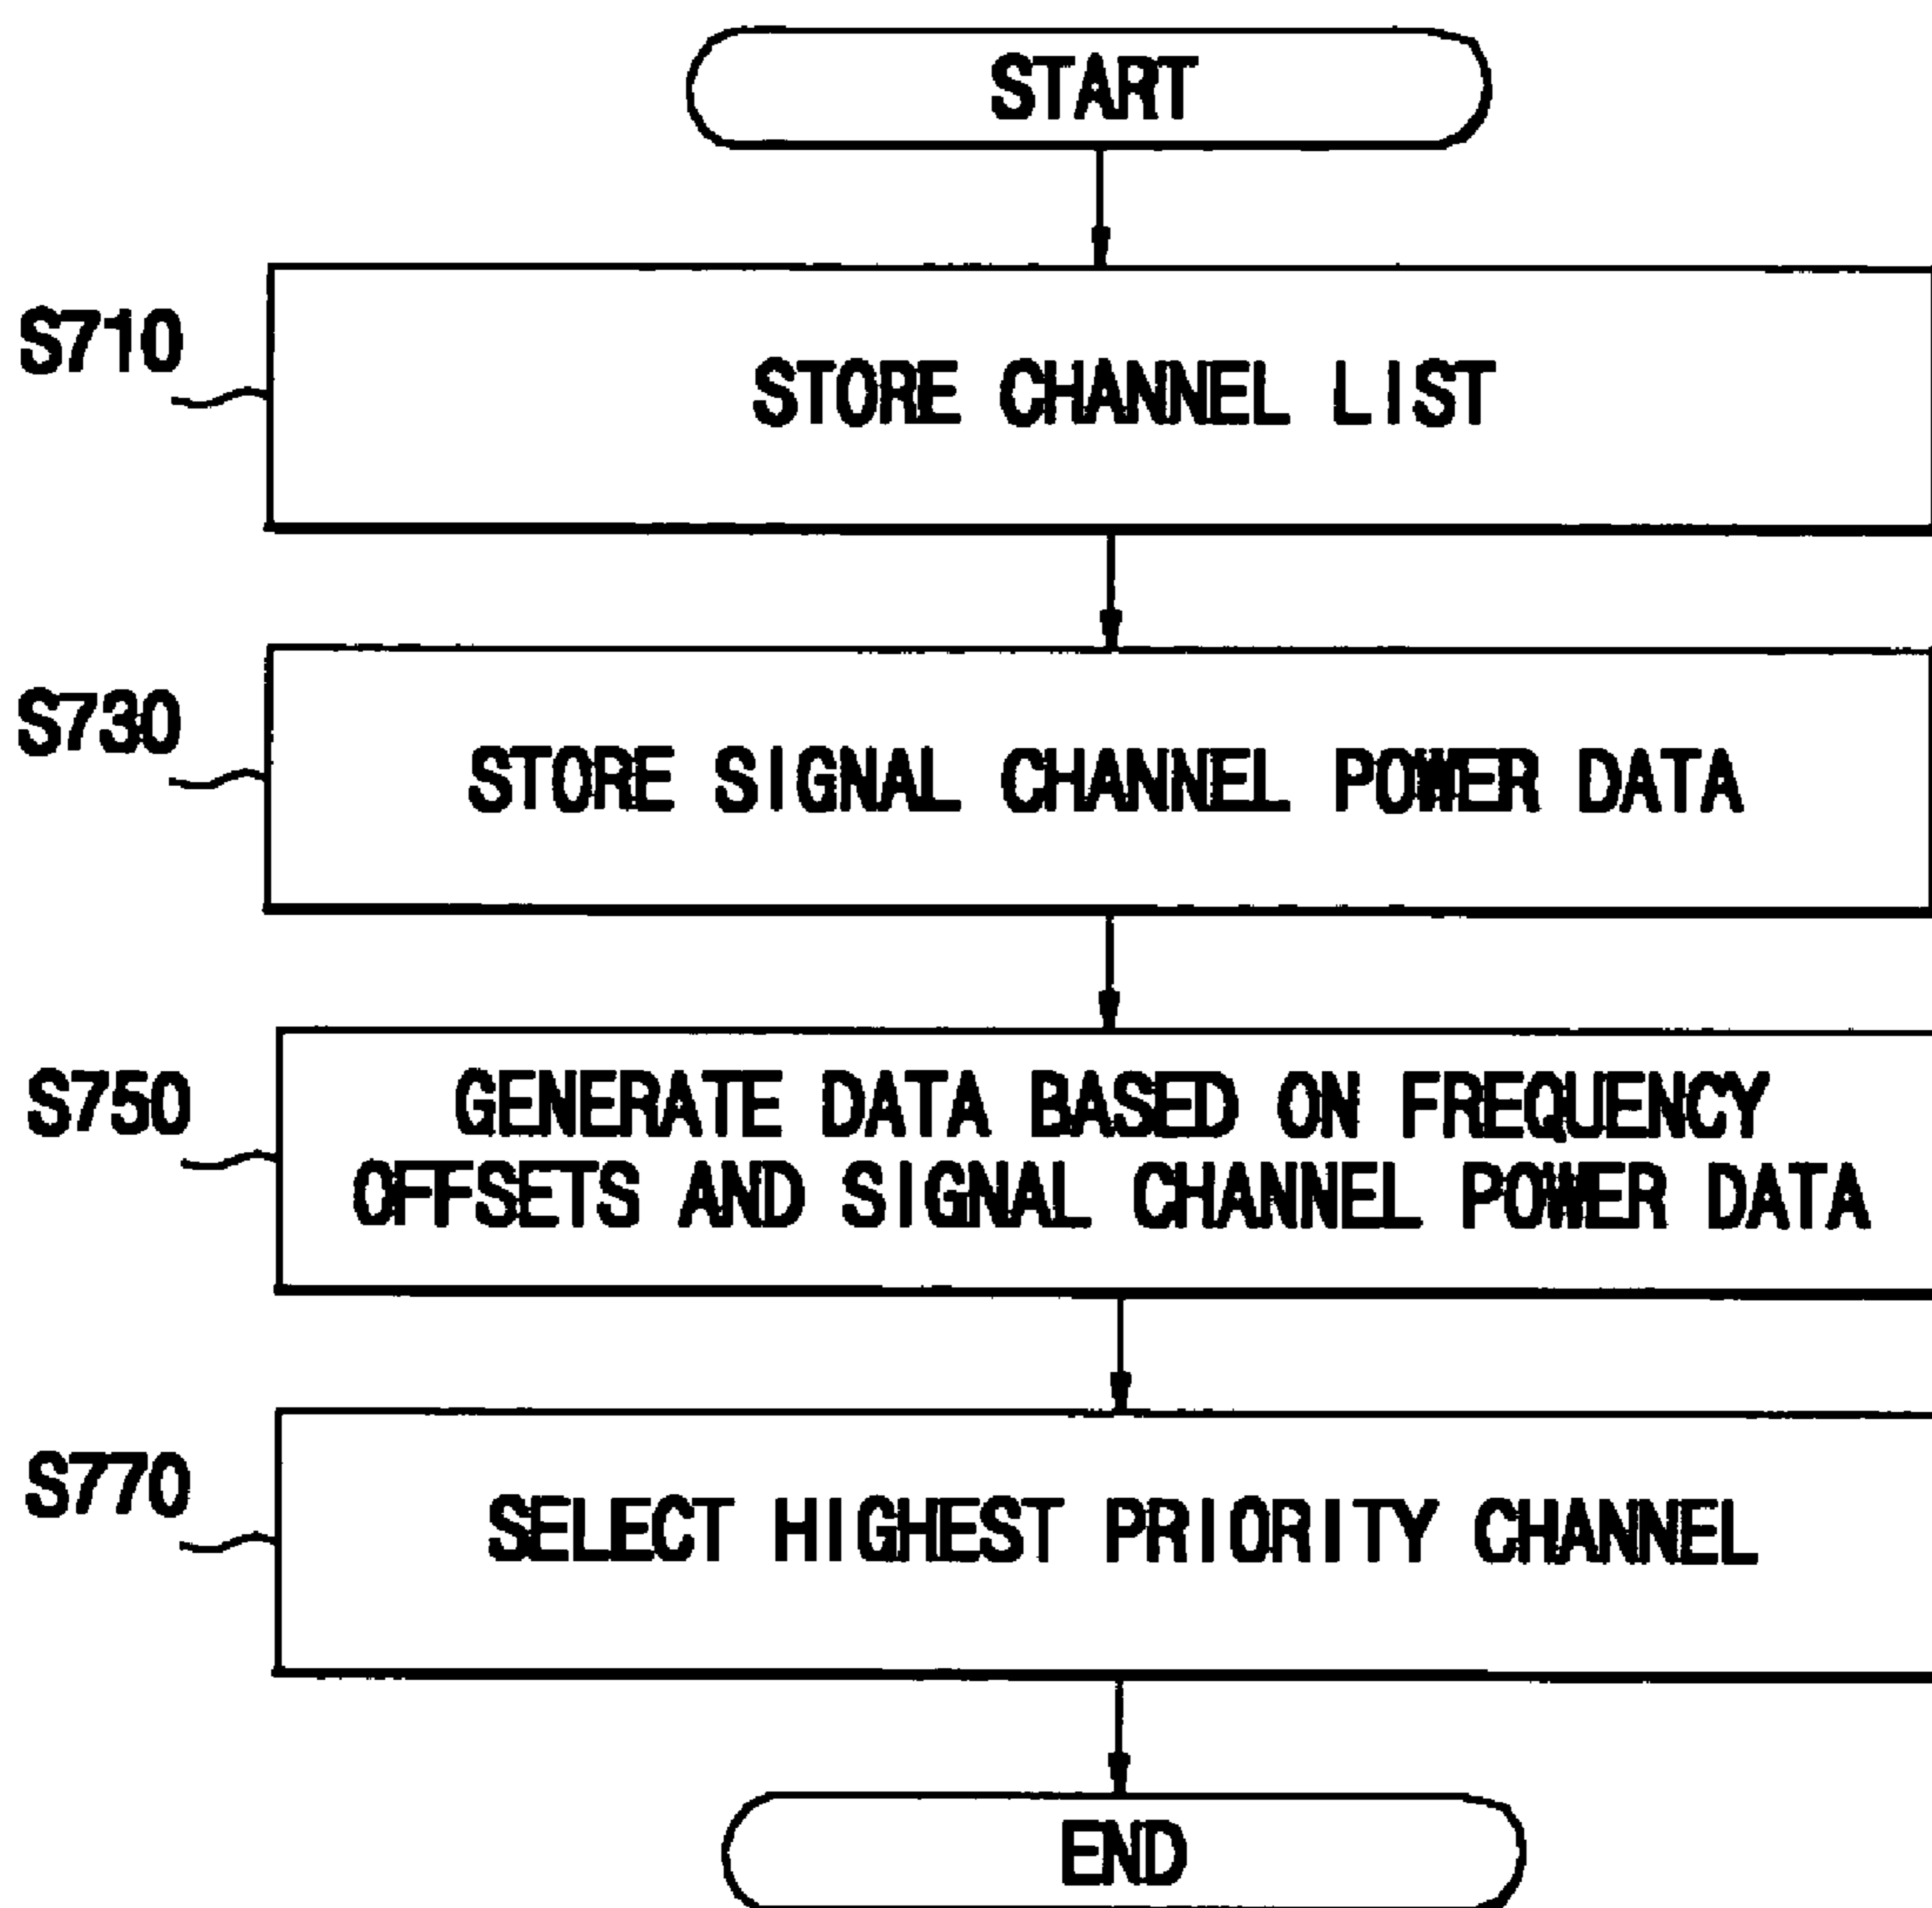 START
S710
STORE CHANNEL LIST
S730
STORE SIGNAL CHANNEL POWER DATA
S750
GENERATE DATA BASED ON FREQUENCY
OFFSETS AND SIGNAL CHANNEL POWER DATA
S770
SELECT HIGHEST PRIORITY CHANNEL
END